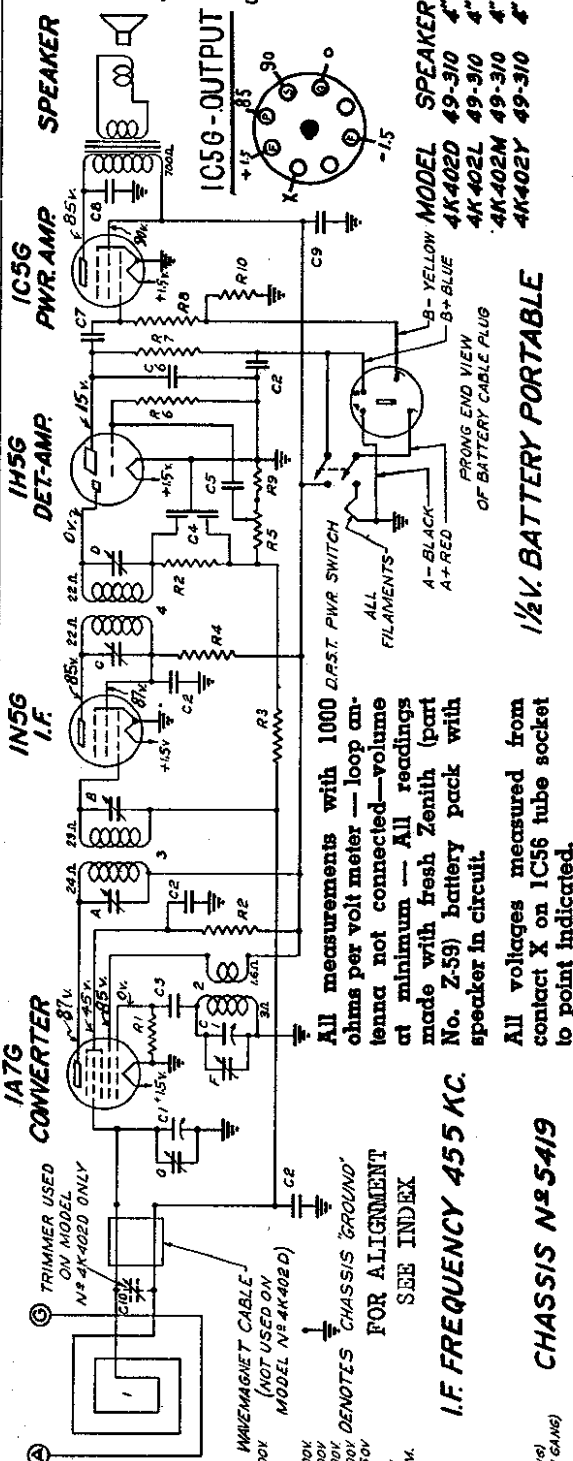 1A7G
CONVERTER
1N5G
I.F.
1H5G
DET-AMP.
1C5G
PWR. AMP.
SPEAKER
G
TRIMMER USED
ON MODEL
Nº 4K402D ONLY
A
1
C10
WAVEMAGNET CABLE
(NOT USED ON
MODEL Nº 4K402D)
C2
O
C1
+1.5V.
87V.
45V.
85V.
0V.
R1
C3
F
C
2
3Ω
1.6Ω
R2
C2
24Ω
A
3
23Ω
B
85V.
87V.
+1.5V
C2
22Ω
C
4
22Ω
D
R4
R3
0V.
R2
C4
R5
R9
C5
15V.
+1.5V.
R6
C6
R7
C2
C7
R8
R10
85V.
90V.
+1.5V
C8
700Ω
C9
1C5G-OUTPUT
+1.5
85
90
0
-1.5
X
F
P
S
G
F
DENOTES CHASSIS "GROUND"
FOR ALIGNMENT
SEE INDEX
I.F. FREQUENCY 455 KC.
CHASSIS Nº 5419
All measurements with 1000
ohms per volt meter — loop an-
tenna not connected—volume
at minimum — All readings
made with fresh Zenith (part
No. Z-59) battery pack with
speaker in circuit.
All voltages measured from
contact X on 1C56 tube socket
to point indicated.
D.P.S.T. PWR. SWITCH
ALL
FILAMENTS
A- BLACK
A+ RED
B- YELLOW
B+ BLUE
PRONG END VIEW
OF BATTERY CABLE PLUG
1½ V. BATTERY PORTABLE
MODEL SPEAKER
4K402D 49-310 4"
4K402L 49-310 4"
4K402M 49-310 4"
4K402Y 49-310 4"
GANG)